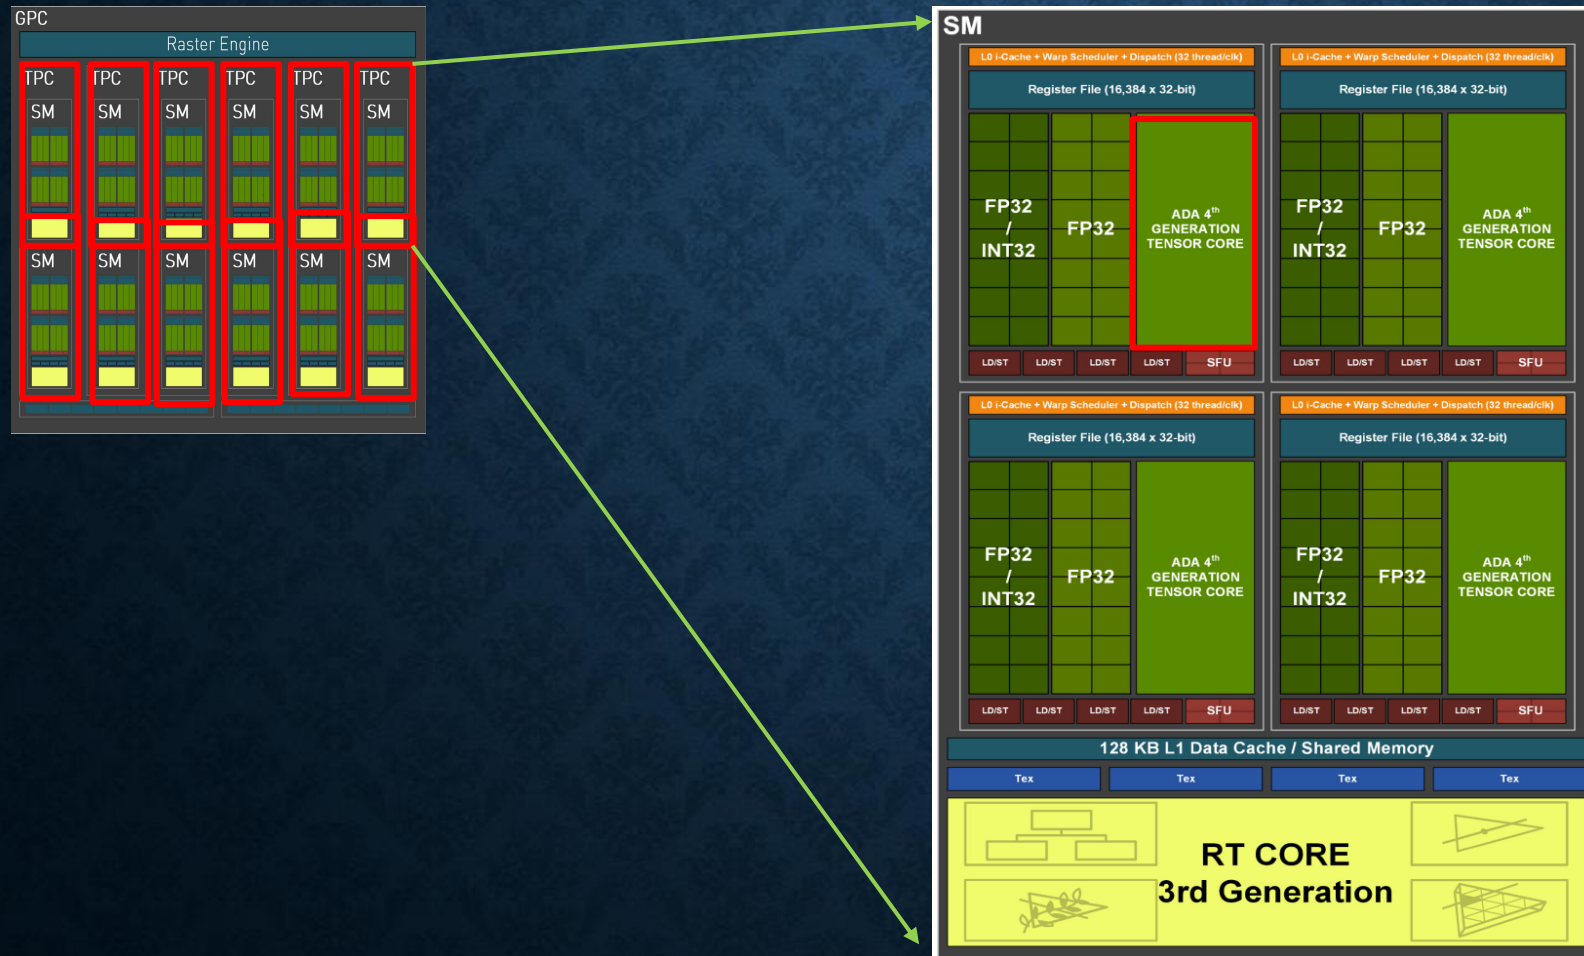 GPC
Raster Engine
TPC TPC TPC TPC TPC TPC
SM SM SM SM SM SM
SM SM SM SM SM SM
SM
L0 i-Cache + Warp Scheduler + Dispatch (32 thread/clk)
Register File (16,384 x 32-bit)
FP32
/
INT32
FP32
ADA 4th
GENERATION
TENSOR CORE
LD/ST LD/ST LD/ST LD/ST SFU
L0 i-Cache + Warp Scheduler + Dispatch (32 thread/clk)
Register File (16,384 x 32-bit)
FP32
/
INT32
FP32
ADA 4th
GENERATION
TENSOR CORE
LD/ST LD/ST LD/ST LD/ST SFU
L0 i-Cache + Warp Scheduler + Dispatch (32 thread/clk)
Register File (16,384 x 32-bit)
FP32
/
INT32
FP32
ADA 4th
GENERATION
TENSOR CORE
LD/ST LD/ST LD/ST LD/ST SFU
L0 i-Cache + Warp Scheduler + Dispatch (32 thread/clk)
Register File (16,384 x 32-bit)
FP32
/
INT32
FP32
ADA 4th
GENERATION
TENSOR CORE
LD/ST LD/ST LD/ST LD/ST SFU
128 KB L1 Data Cache / Shared Memory
Tex Tex Tex Tex
RT CORE
3rd Generation